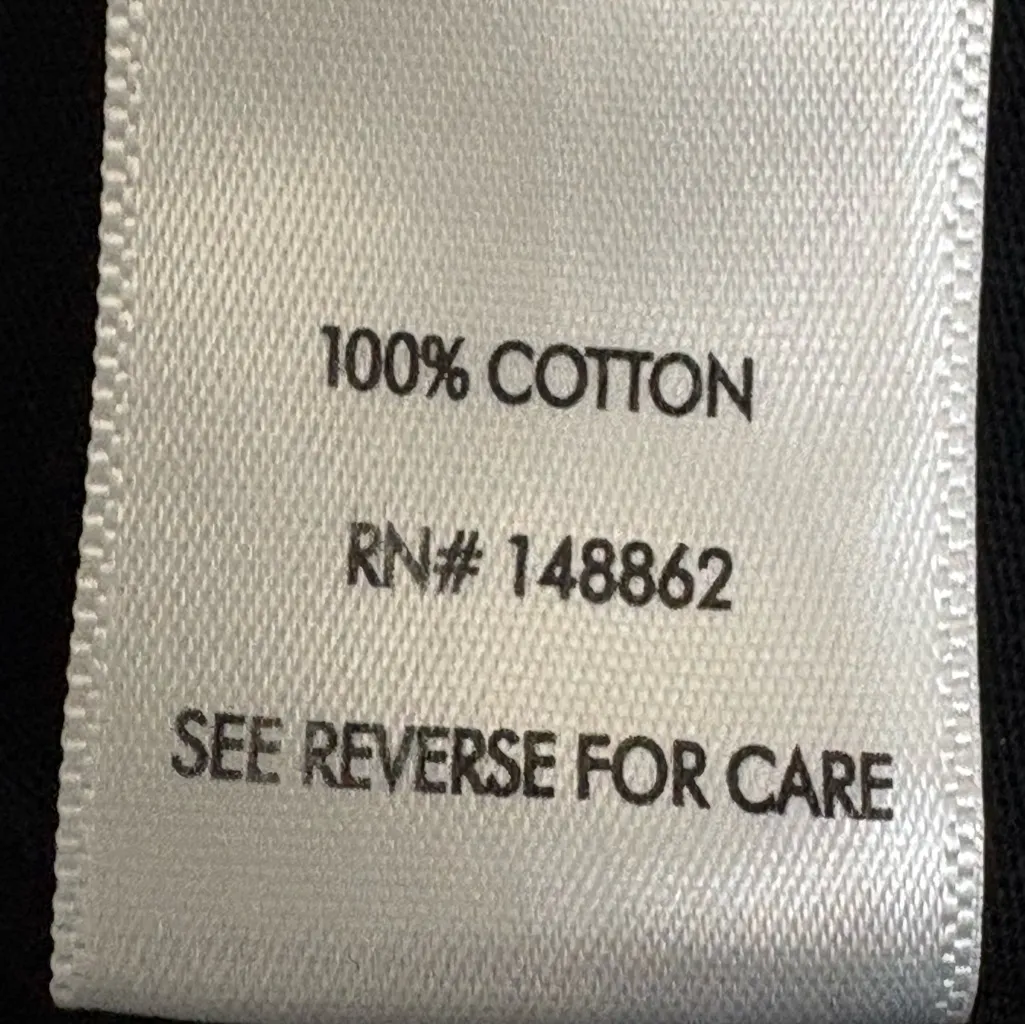 100% COTTON
RN# 148862
SEE REVERSE FOR CARE